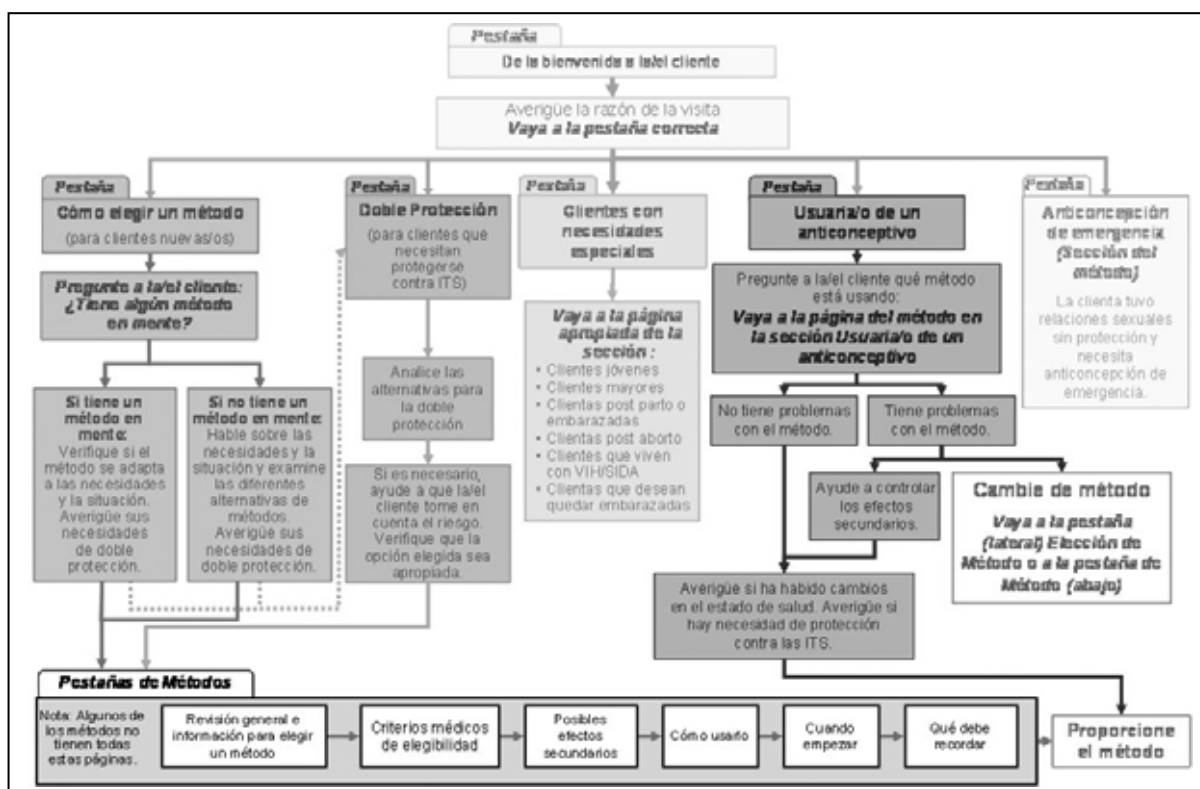 Pestaña
De la bienvenida a la/el cliente
Averigüe la razón de la visita
Vaya a la pestaña correcta
Pestaña
Cómo elegir un método
(para clientes nuevas/os)
Pregunte a la/el cliente:
¿Tiene algún método
en mente?
Si tiene un
método en
mente:
Verifique si el
método se adapta
a las necesidades
y la situación.
Averigüe sus
necesidades
de doble
protección.
Si no tiene un
método en mente:
Hable sobre las
necesidades y la
situación y examine
las diferentes
alternativas de
métodos.
Averigüe sus
necesidades de
doble protección.
Pestaña
Doble Protección
(para clientes que
necesitan
protegerse
contra ITS)
Analice las
alternativas para
la doble
protección
Si es necesario,
ayude a que la/el
cliente tome en
cuenta el riesgo.
Verifique que la
opción elegida sea
apropiada.
Pestaña
Clientes con
necesidades
especiales
Vaya a la página
apropiada de la
sección :
• Clientes jóvenes
• Clientes mayores
• Clientas post parto o
embarazadas
• Clientas post aborto
• Clientes que viven
con VIH/SIDA
• Clientas que desean
quedar embarazadas
Pestaña
Usuaria/o de un
anticonceptivo
Pregunte a la/el cliente qué método
está usando:
Vaya a la página del método en
la sección Usuaria/o de un
anticonceptivo
No tiene problemas
con el método.
Tiene problemas
con el método.
Ayude a controlar
los efectos
secundarios.
Cambie de método
Vaya a la pestaña
(lateral) Elección de
Método o a la pestaña de
Método (abajo)
Averigüe si ha habido cambios
en el estado de salud. Averigüe si
hay necesidad de protección
contra las ITS.
Pestaña
Anticoncepción
de emergencia
(Sección del
método)
La clienta tuvo
relaciones sexuales
sin protección y
necesita
anticoncepción de
emergencia.
Pestañas de Métodos
Nota: Algunos de
los métodos no
tienen todas
estas páginas.
Revisión general e
información para elegir
un método
Criterios médicos
de elegibilidad
Posibles
efectos
secundarios
Cómo usarlo
Cuando
empezar
Qué debe
recordar
Proporcione
el método